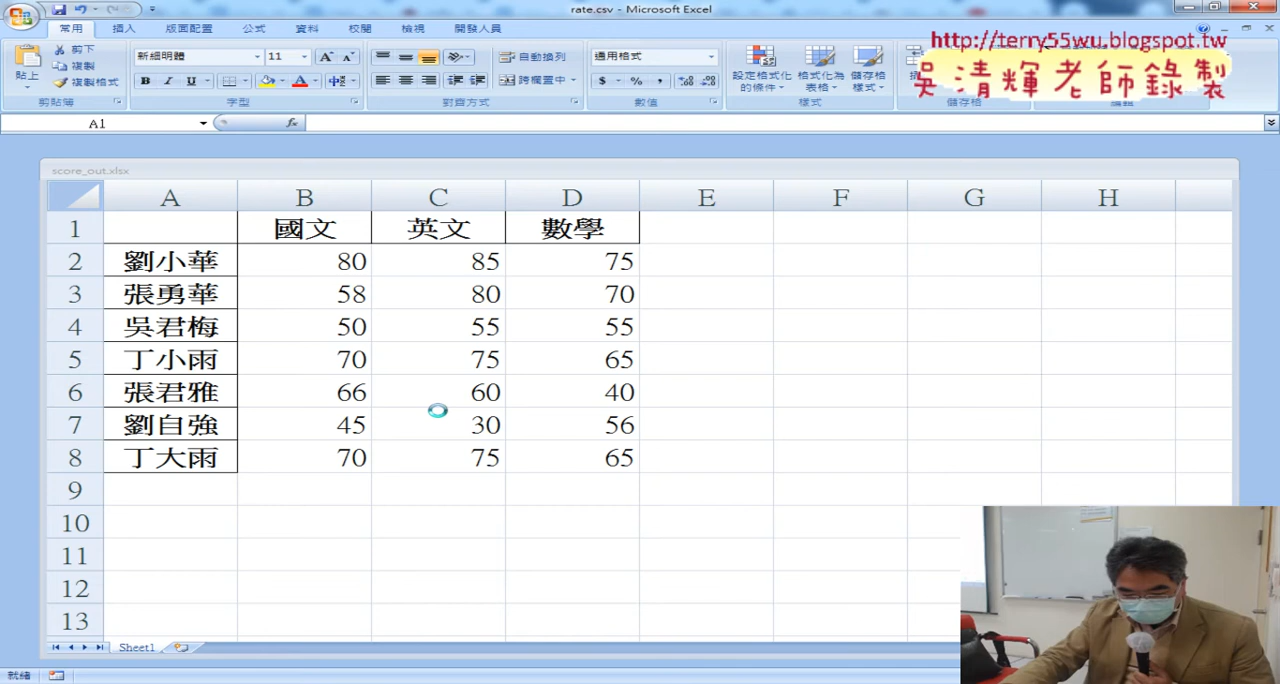 rate.csv - Microsoft Excel
常用 插入 版面配置 公式 資料 校閱 檢視 開發人員
http://terry55wu.blogspot.tw
吳清輝老師錄製
貼上 剪下 複製 複製格式 剪貼簿
新細明體 11 B I U 字型
自動換列 跨欄置中 對齊方式
通用格式 $ % , 數值
設定格式化的條件 格式化為表格 儲存格樣式 樣式
儲存格
A1 fx
score_out.xlsx
A B C D E F G H
1 國文 英文 數學
2 劉小華 80 85 75
3 張勇華 58 80 70
4 吳君梅 50 55 55
5 丁小雨 70 75 65
6 張君雅 66 60 40
7 劉自強 45 30 56
8 丁大雨 70 75 65
9
10
11
12
13
Sheet1
就緒